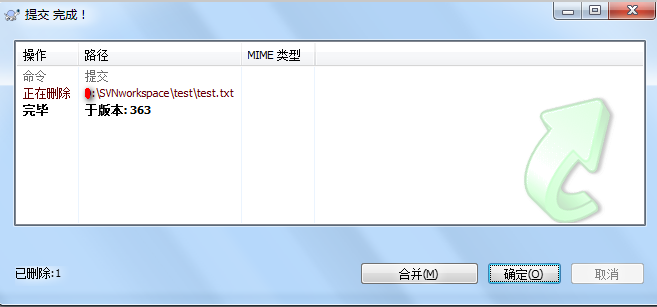 提交 完成！
操作 路径 MIME 类型
命令 提交
正在删除 :\SVNworkspace\test\test.txt
完毕 于版本: 363
已删除:1
合并(M) 确定(O) 取消